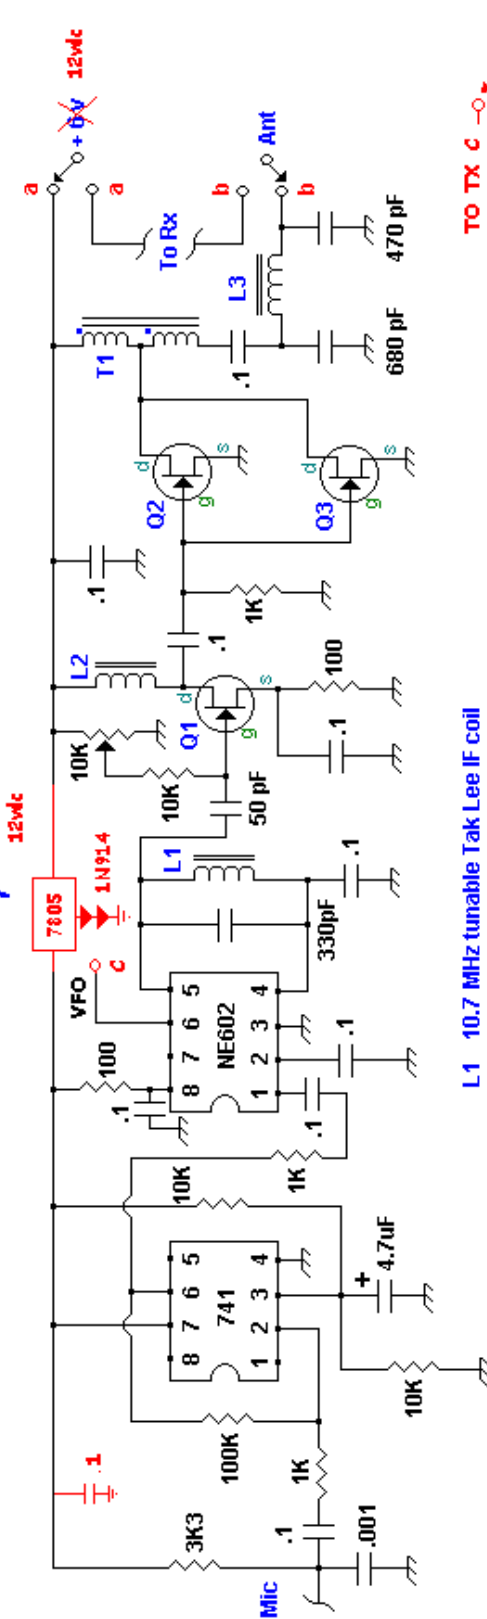 12vdc
12vdc
a
+ 6 v
7805
1N914
.1
VFO
C
10K
L2
.1
T1
a
To Rx
b
Ant
b
3K3
100K
8 7 6 5
741
1 2 3 4
10K
100
.1
8 7 6 5
NE602
1 2 3 4
L1
10K
Q1
d
g
s
.1
Q2
d
g
s
.1
L3
Mic
.1
1K
1K
.1
.1
330pF
50 pF
1K
Q3
d
g
s
.001
+
4.7uF
10K
.1
.1
100
680 pF
470 pF
L1 10.7 MHz tunable Tak Lee IF coil
TO TX C